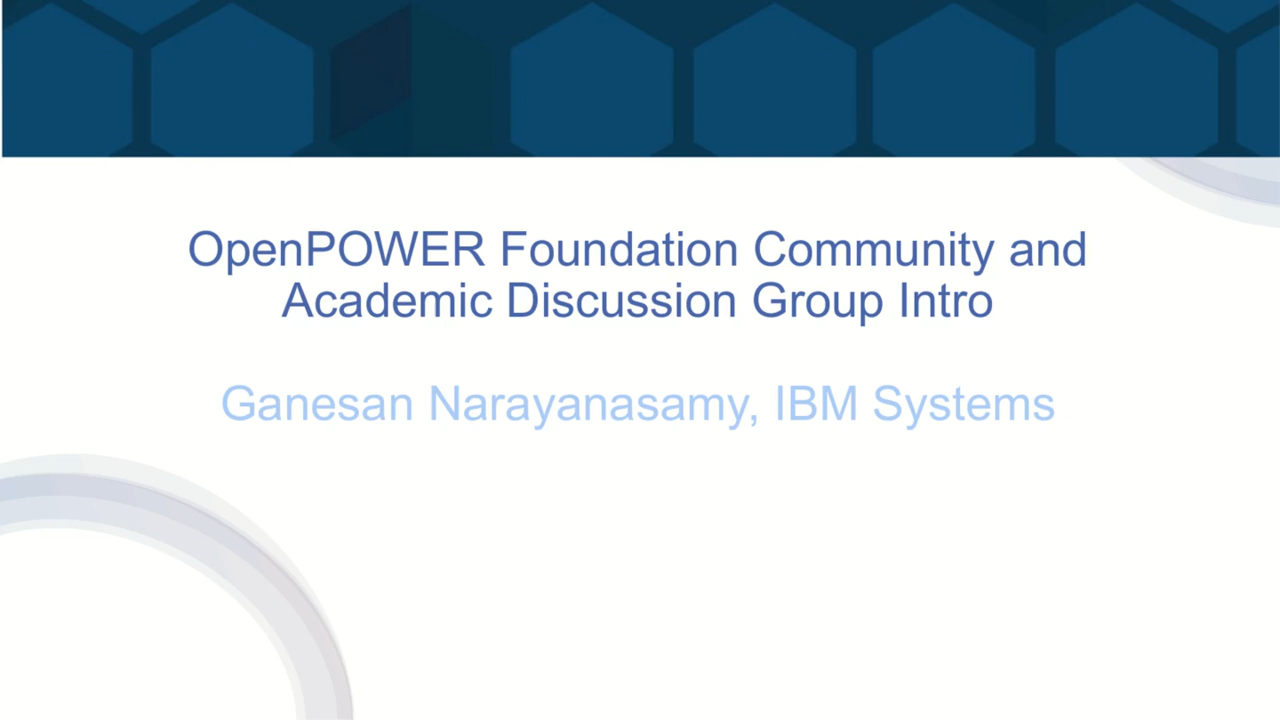 OpenPOWER Foundation Community and
Academic Discussion Group Intro
Ganesan Narayanasamy, IBM Systems